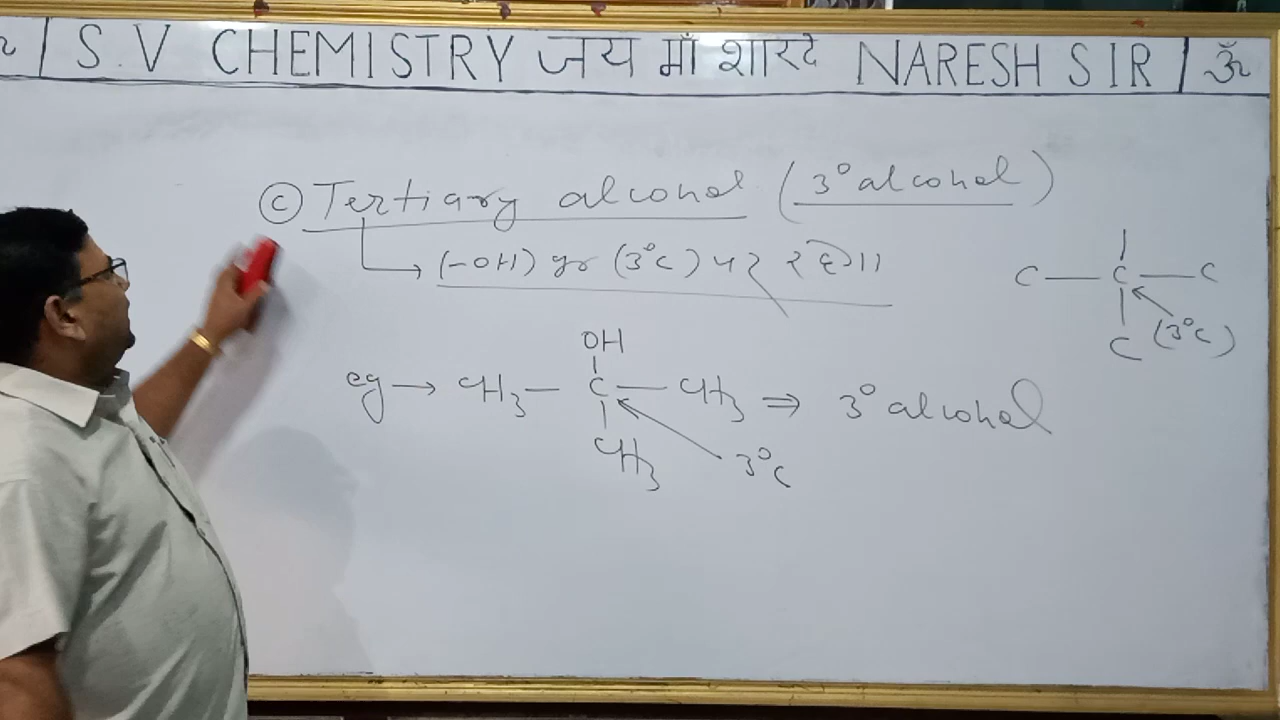 | S.V CHEMISTRY जय माँ शारदे NARESH SIR | ॐ
(C) Tertiary alcohol (3° alcohol)
→ (-OH) gr (3°C) पर रहेगा
C — C — C
C (3°C)
OH
eg → CH3 — C — CH3 ⇒ 3° alcohol
CH3 3°C